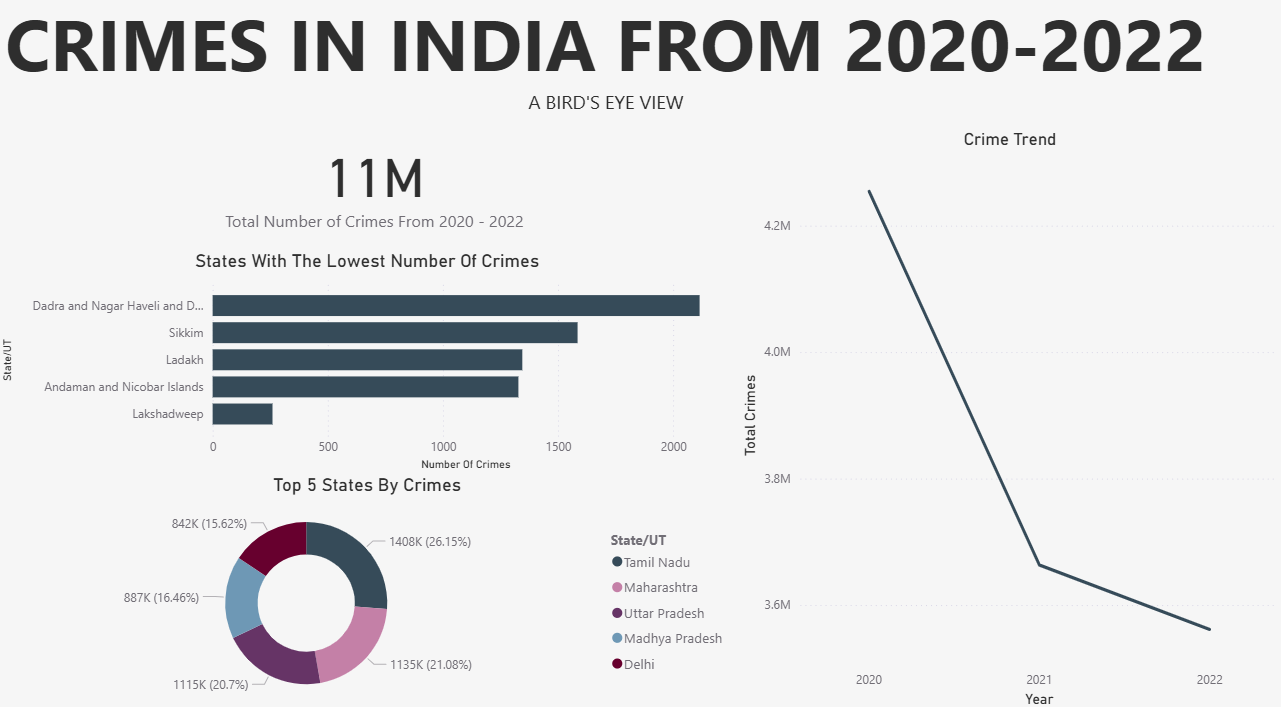 CRIMES IN INDIA FROM 2020-2022
A BIRD'S EYE VIEW
11M
Total Number of Crimes From 2020 - 2022
States With The Lowest Number Of Crimes
State/UT
Dadra and Nagar Haveli and D...
Sikkim
Ladakh
Andaman and Nicobar Islands
Lakshadweep
0 500 1000 1500 2000
Number Of Crimes
Top 5 States By Crimes
842K (15.62%)
1408K (26.15%)
887K (16.46%)
1135K (21.08%)
1115K (20.7%)
State/UT
Tamil Nadu
Maharashtra
Uttar Pradesh
Madhya Pradesh
Delhi
Crime Trend
Total Crimes
4.2M
4.0M
3.8M
3.6M
2020 2021 2022
Year